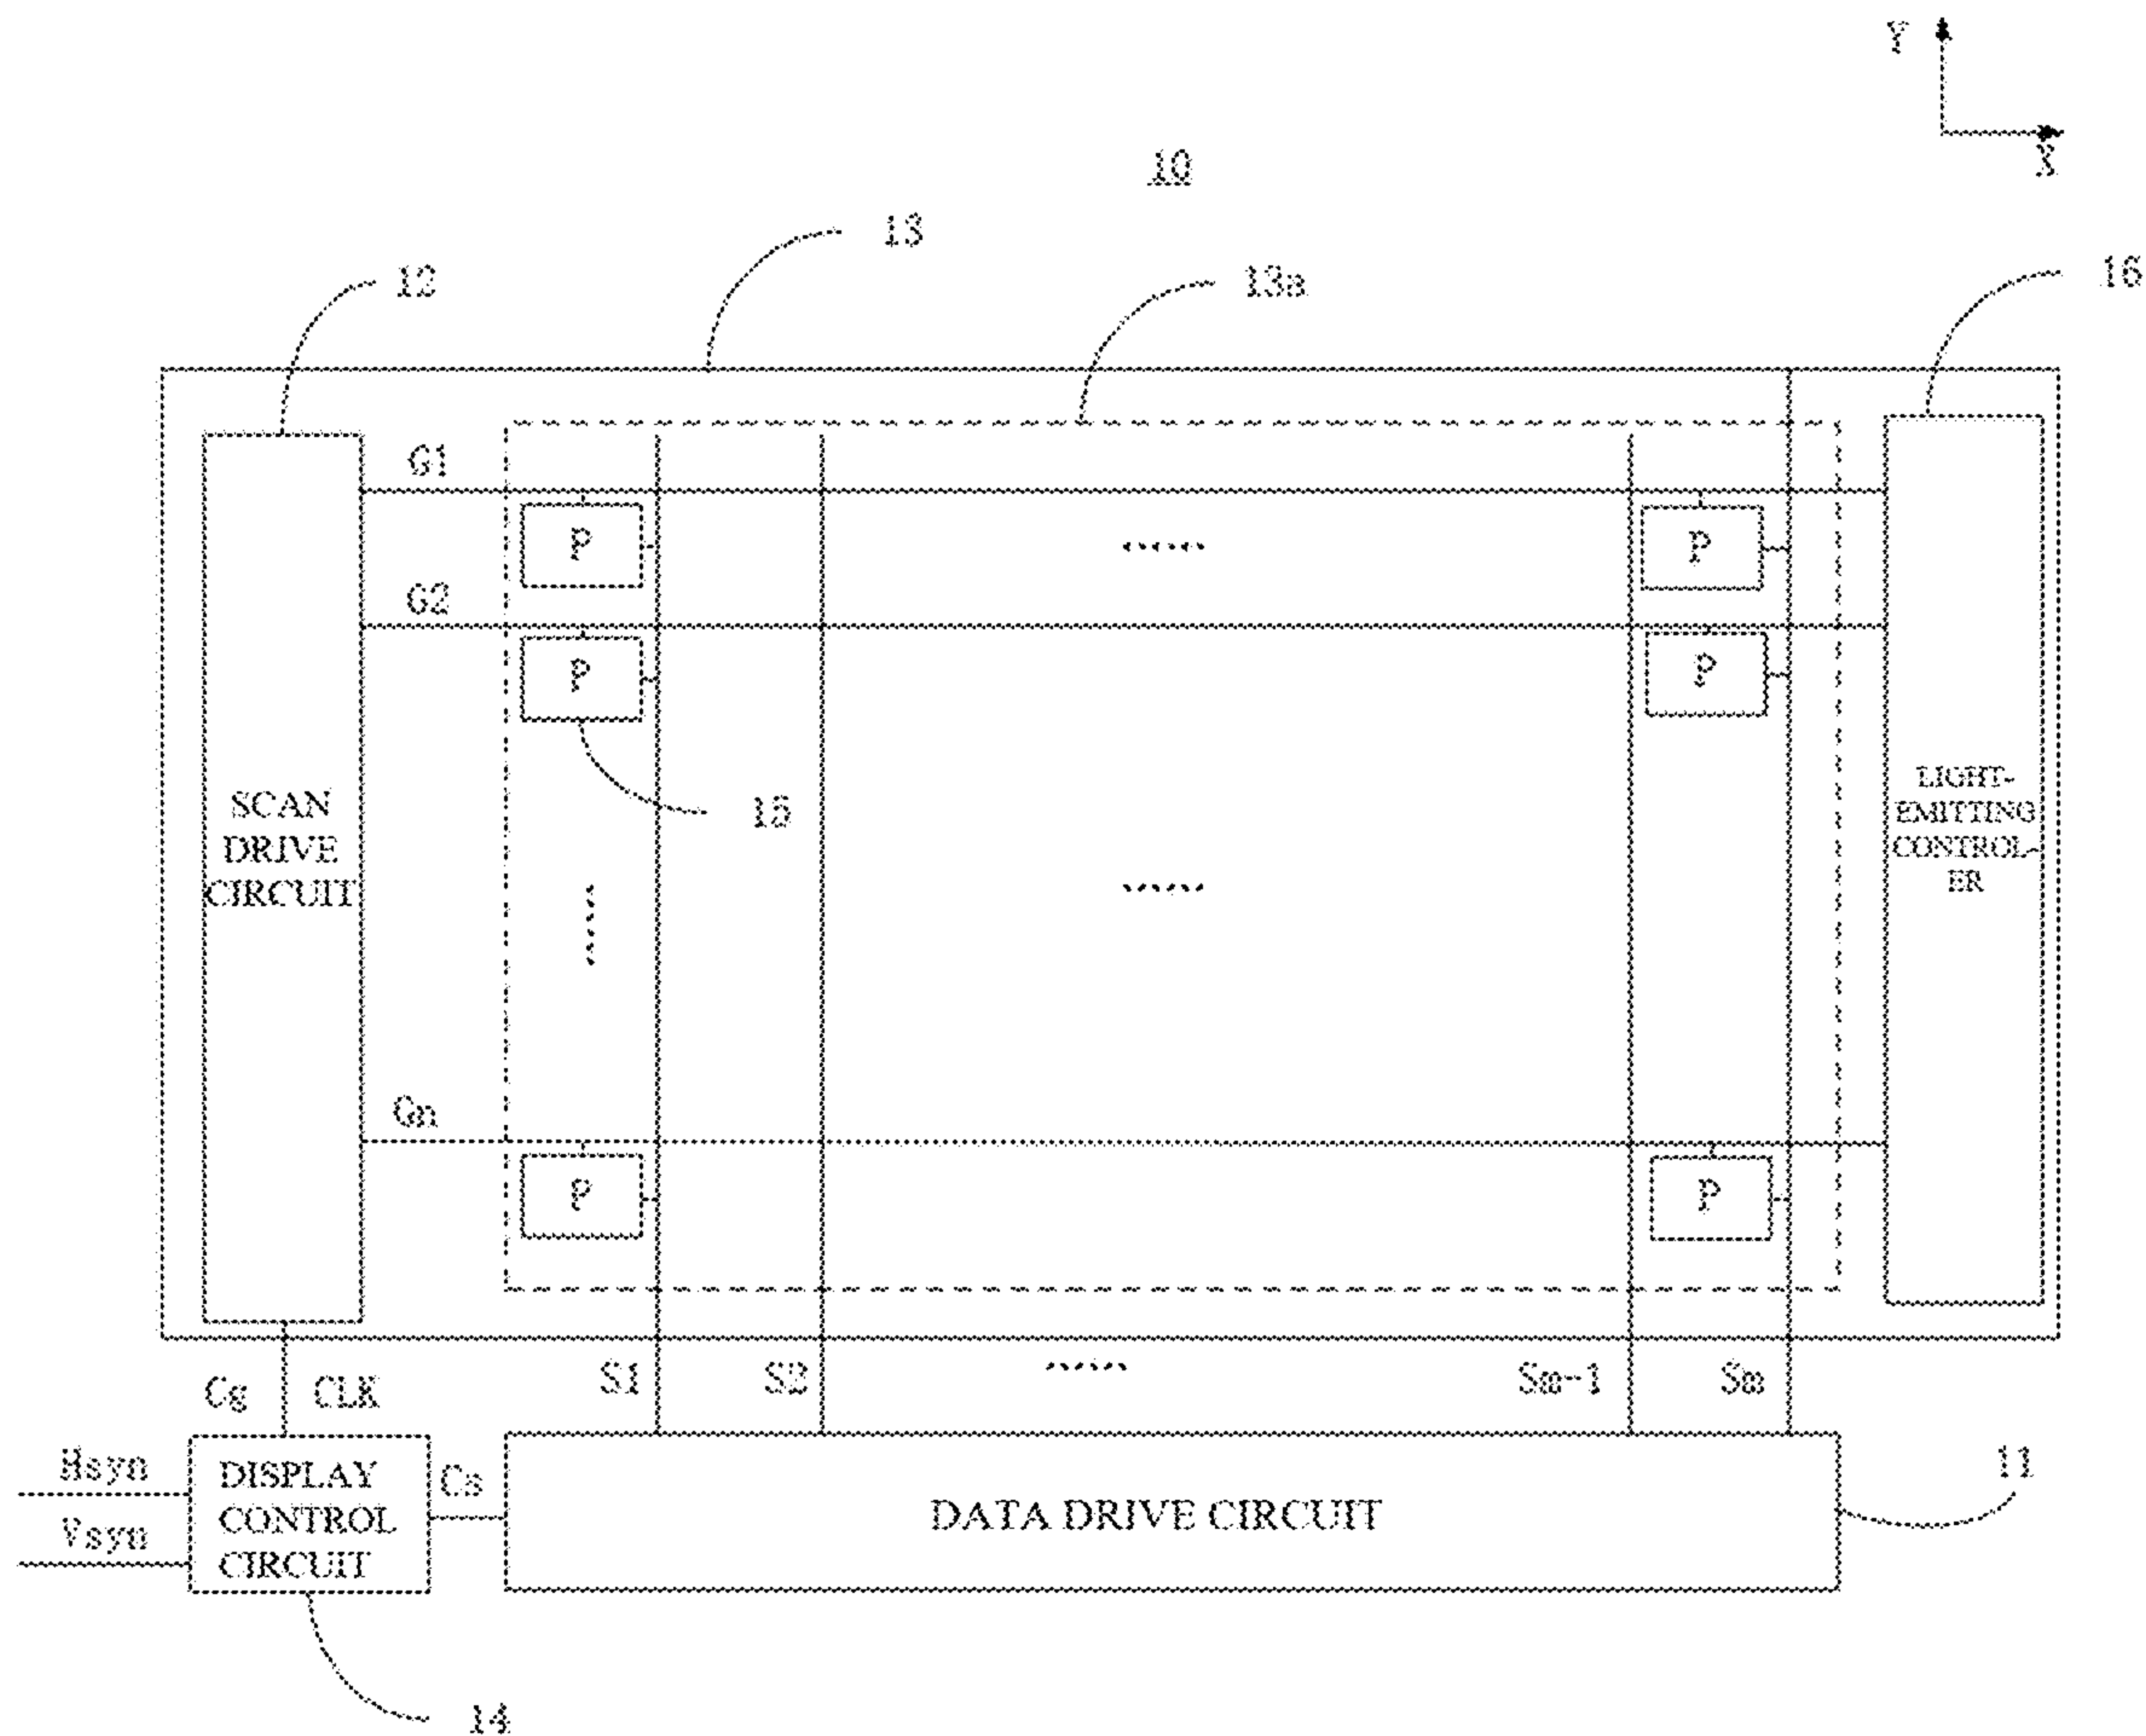 Y
X
10
13
12
13a
16
G1
P
P
G2
P
P
15
SCAN
DRIVE
CIRCUIT
LIGHT-
EMITTING
CONTROL-
ER
Gn
P
P
Cg
CLK
S1
S2
Sm-1
Sm
Hsyn
Vsyn
DISPLAY
CONTROL
CIRCUIT
Cs
DATA DRIVE CIRCUIT
11
14